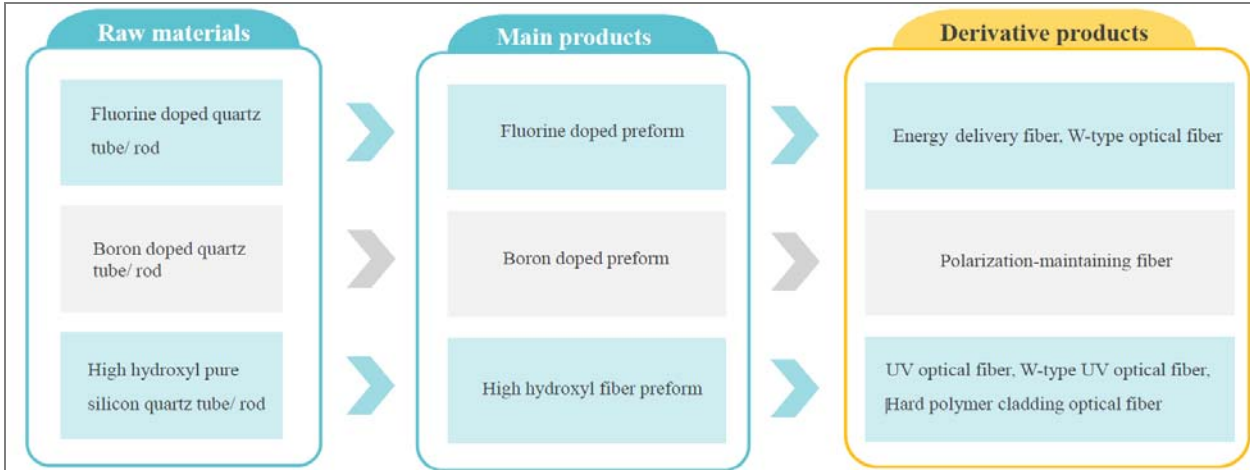 Raw materials
Main products
Derivative products
Fluorine doped quartz
tube/ rod
Fluorine doped preform
Energy delivery fiber, W-type optical fiber
Boron doped quartz
tube/ rod
Boron doped preform
Polarization-maintaining fiber
High hydroxyl pure
silicon quartz tube/ rod
High hydroxyl fiber preform
UV optical fiber, W-type UV optical fiber,
Hard polymer cladding optical fiber